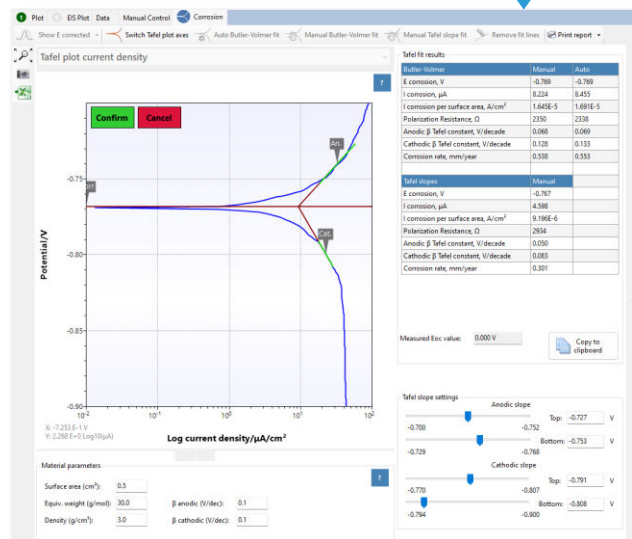 Plot EIS Plot Data Manual Control Corrosion
Show E corrected Switch Tafel plot axes Auto Butler-Volmer fit Manual Butler-Volmer fit Manual Tafel slope fit Remove fit lines Print report
Tafel plot current density
?
Confirm Cancel
An.
Cat.
Potential/V
-0.75
-0.80
-0.85
-0.90
10-2 10-1 100 101 102
X: -7.253 E-1 V
Y: 2.260 E+0 Log10(µA)
Log current density/µA/cm²
Material parameters
?
Surface area (cm²): 0.5
Equiv. weight (g/mol): 30.0 β anodic (V/dec): 0.1
Density (g/cm³): 3.0 β cathodic (V/dec): 0.1
Tafel fit results
Butler-Volmer Manual Auto
E corrosion, V -0.769 -0.769
I corrosion, µA 8.224 8.455
I corrosion per surface area, A/cm² 1.645E-5 1.691E-5
Polarization Resistance, Ω 2350 2338
Anodic β Tafel constant, V/decade 0.068 0.069
Cathodic β Tafel constant, V/decade 0.128 0.133
Corrosion rate, mm/year 0.538 0.553
Tafel slopes Manual
E corrosion, V -0.767
I corrosion, µA 4.598
I corrosion per surface area, A/cm² 9.196E-6
Polarization Resistance, Ω 2934
Anodic β Tafel constant, V/decade 0.050
Cathodic β Tafel constant, V/decade 0.083
Corrosion rate, mm/year 0.301
Measured Eoc value: 0.000 V
Copy to
clipboard
Tafel slope settings
Anodic slope
Top: -0.727 V
-0.700 -0.752
Bottom: -0.753 V
-0.729 -0.768
Cathodic slope
Top: -0.791 V
-0.770 -0.807
Bottom: -0.808 V
-0.794 -0.900